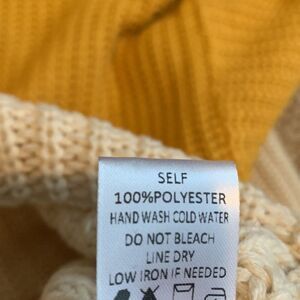 SELF
100%POLYESTER
HAND WASH COLD WATER
DO NOT BLEACH
LINE DRY
LOW IRON IF NEEDED